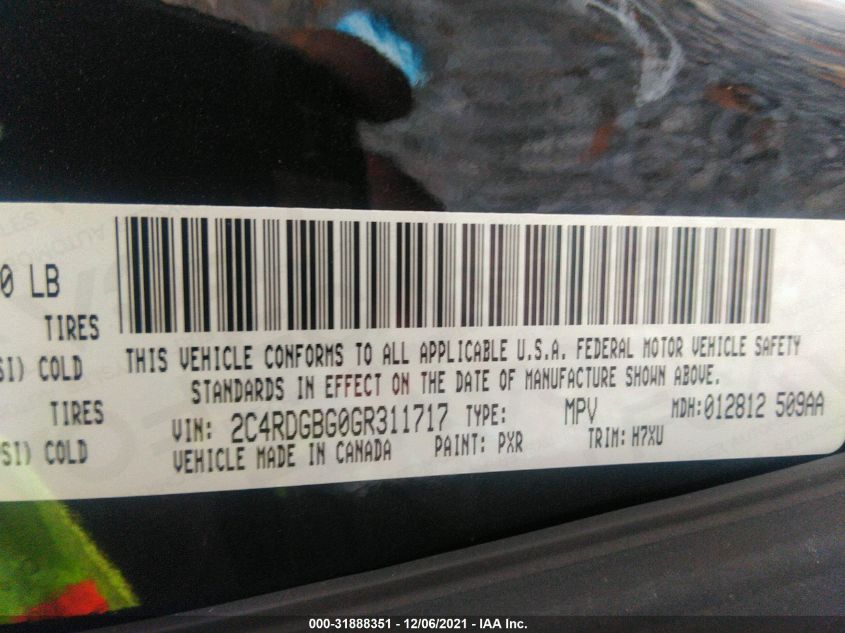 0 LB
TIRES
SI) COLD
TIRES
SI) COLD
THIS VEHICLE CONFORMS TO ALL APPLICABLE U.S.A. FEDERAL MOTOR VEHICLE SAFETY
STANDARDS IN EFFECT ON THE DATE OF MANUFACTURE SHOWN ABOVE.
VIN: 2C4RDGBG0GR311717 TYPE: MPV MDH:012812 509AA
VEHICLE MADE IN CANADA PAINT: PXR TRIM: H7XU
000-31888351 - 12/06/2021 - IAA Inc.